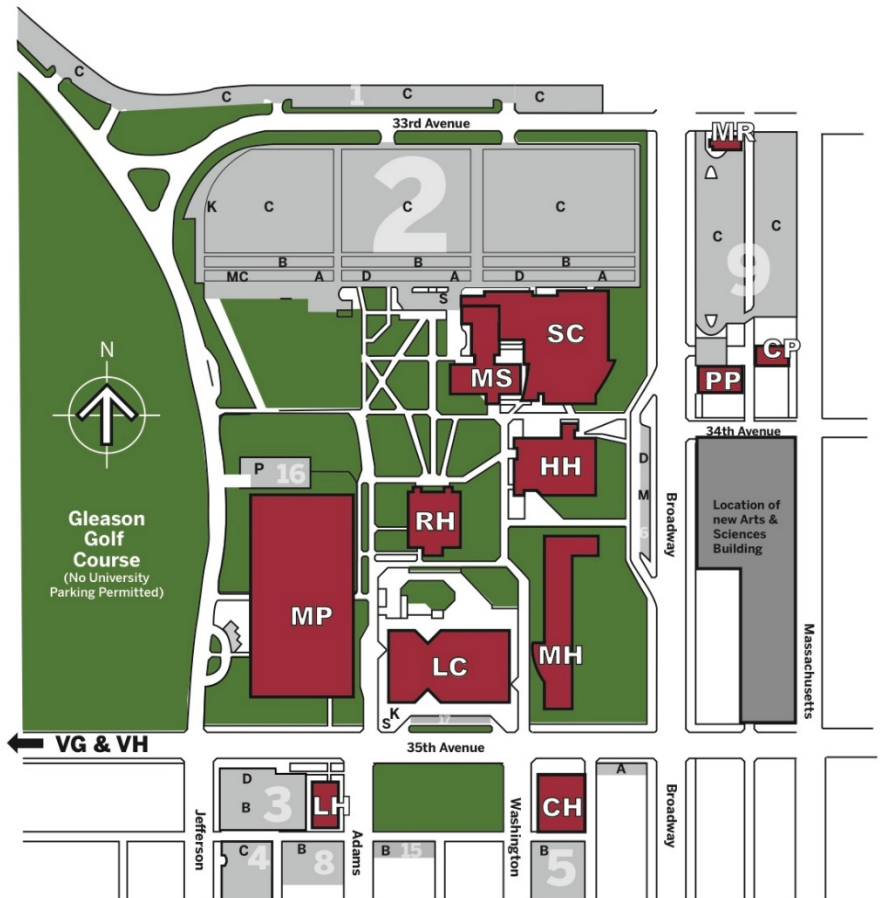 C
C
1
C
C
33rd Avenue
MR
2
K
C
C
C
C
C
9
B
B
B
MC
A
D
A
D
A
S
SC
MS
CP
PP
N
34th Avenue
HH
D
M
6
Broadway
P
16
RH
Location of
new Arts &
Sciences
Building
Gleason
Golf
Course
(No University
Parking Permitted)
MP
LC
MH
Massachusetts
K
S
17
VG & VH
35th Avenue
D
B
3
LH
CH
A
Jefferson
Adams
Washington
Broadway
C
4
B
8
B
15
B
5